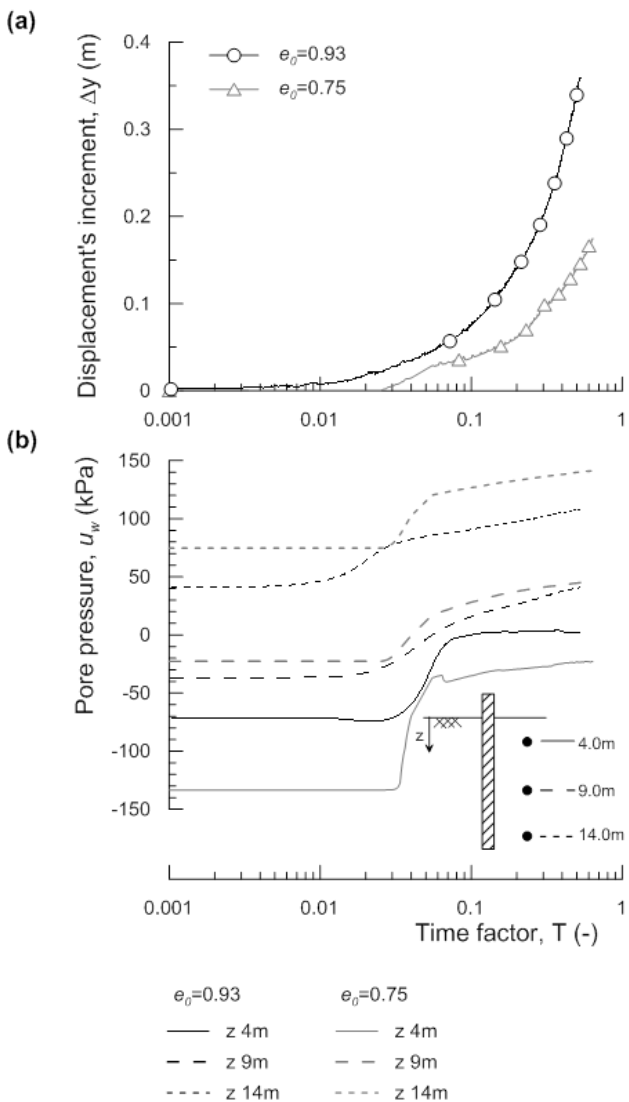 (a)
Displacement's increment, Δy (m)
0.4
0.3
0.2
0.1
0
e₀=0.93
e₀=0.75
0.001 0.01 0.1 1
(b)
Pore pressure, u_w (kPa)
150
100
50
0
-50
-100
-150
z
4.0m
9.0m
14.0m
0.001 0.01 0.1 1
Time factor, T (-)
e₀=0.93 e₀=0.75
z 4m z 4m
z 9m z 9m
z 14m z 14m